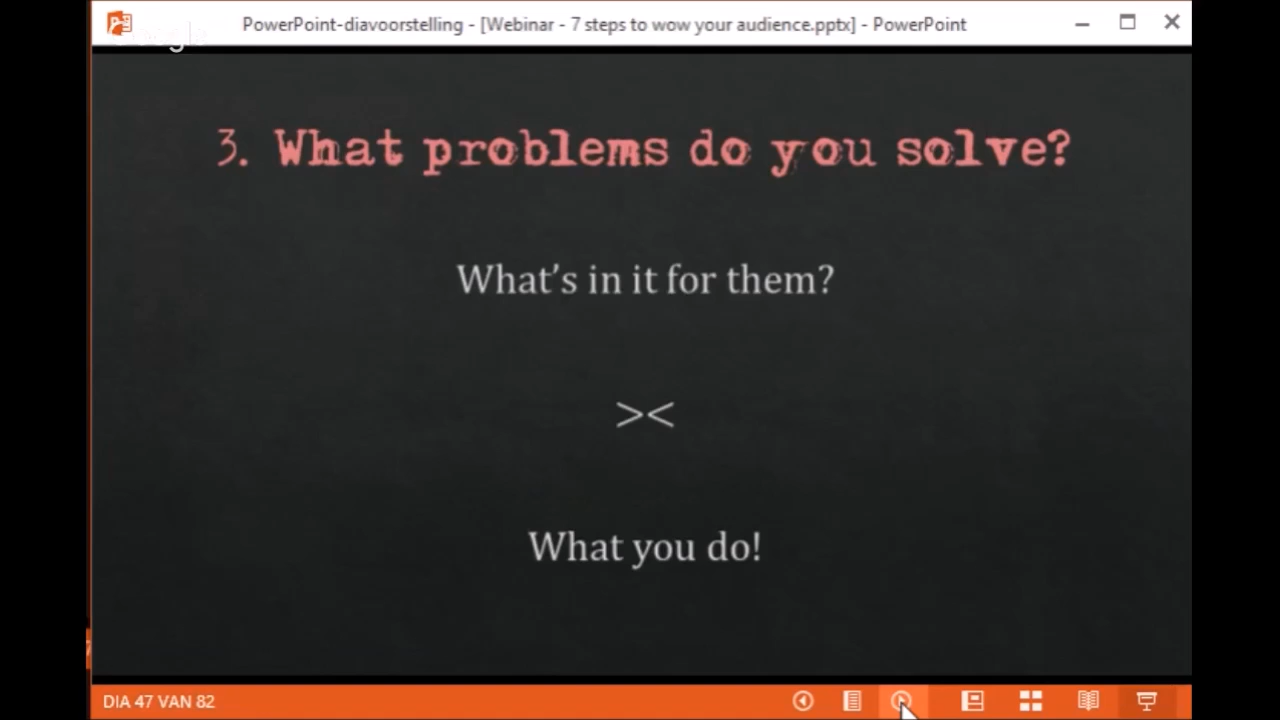 PowerPoint-diavoorstelling - [Webinar - 7 steps to wow your audience.pptx] - PowerPoint
3. What problems do you solve?
What's in it for them?
><
What you do!
DIA 47 VAN 82